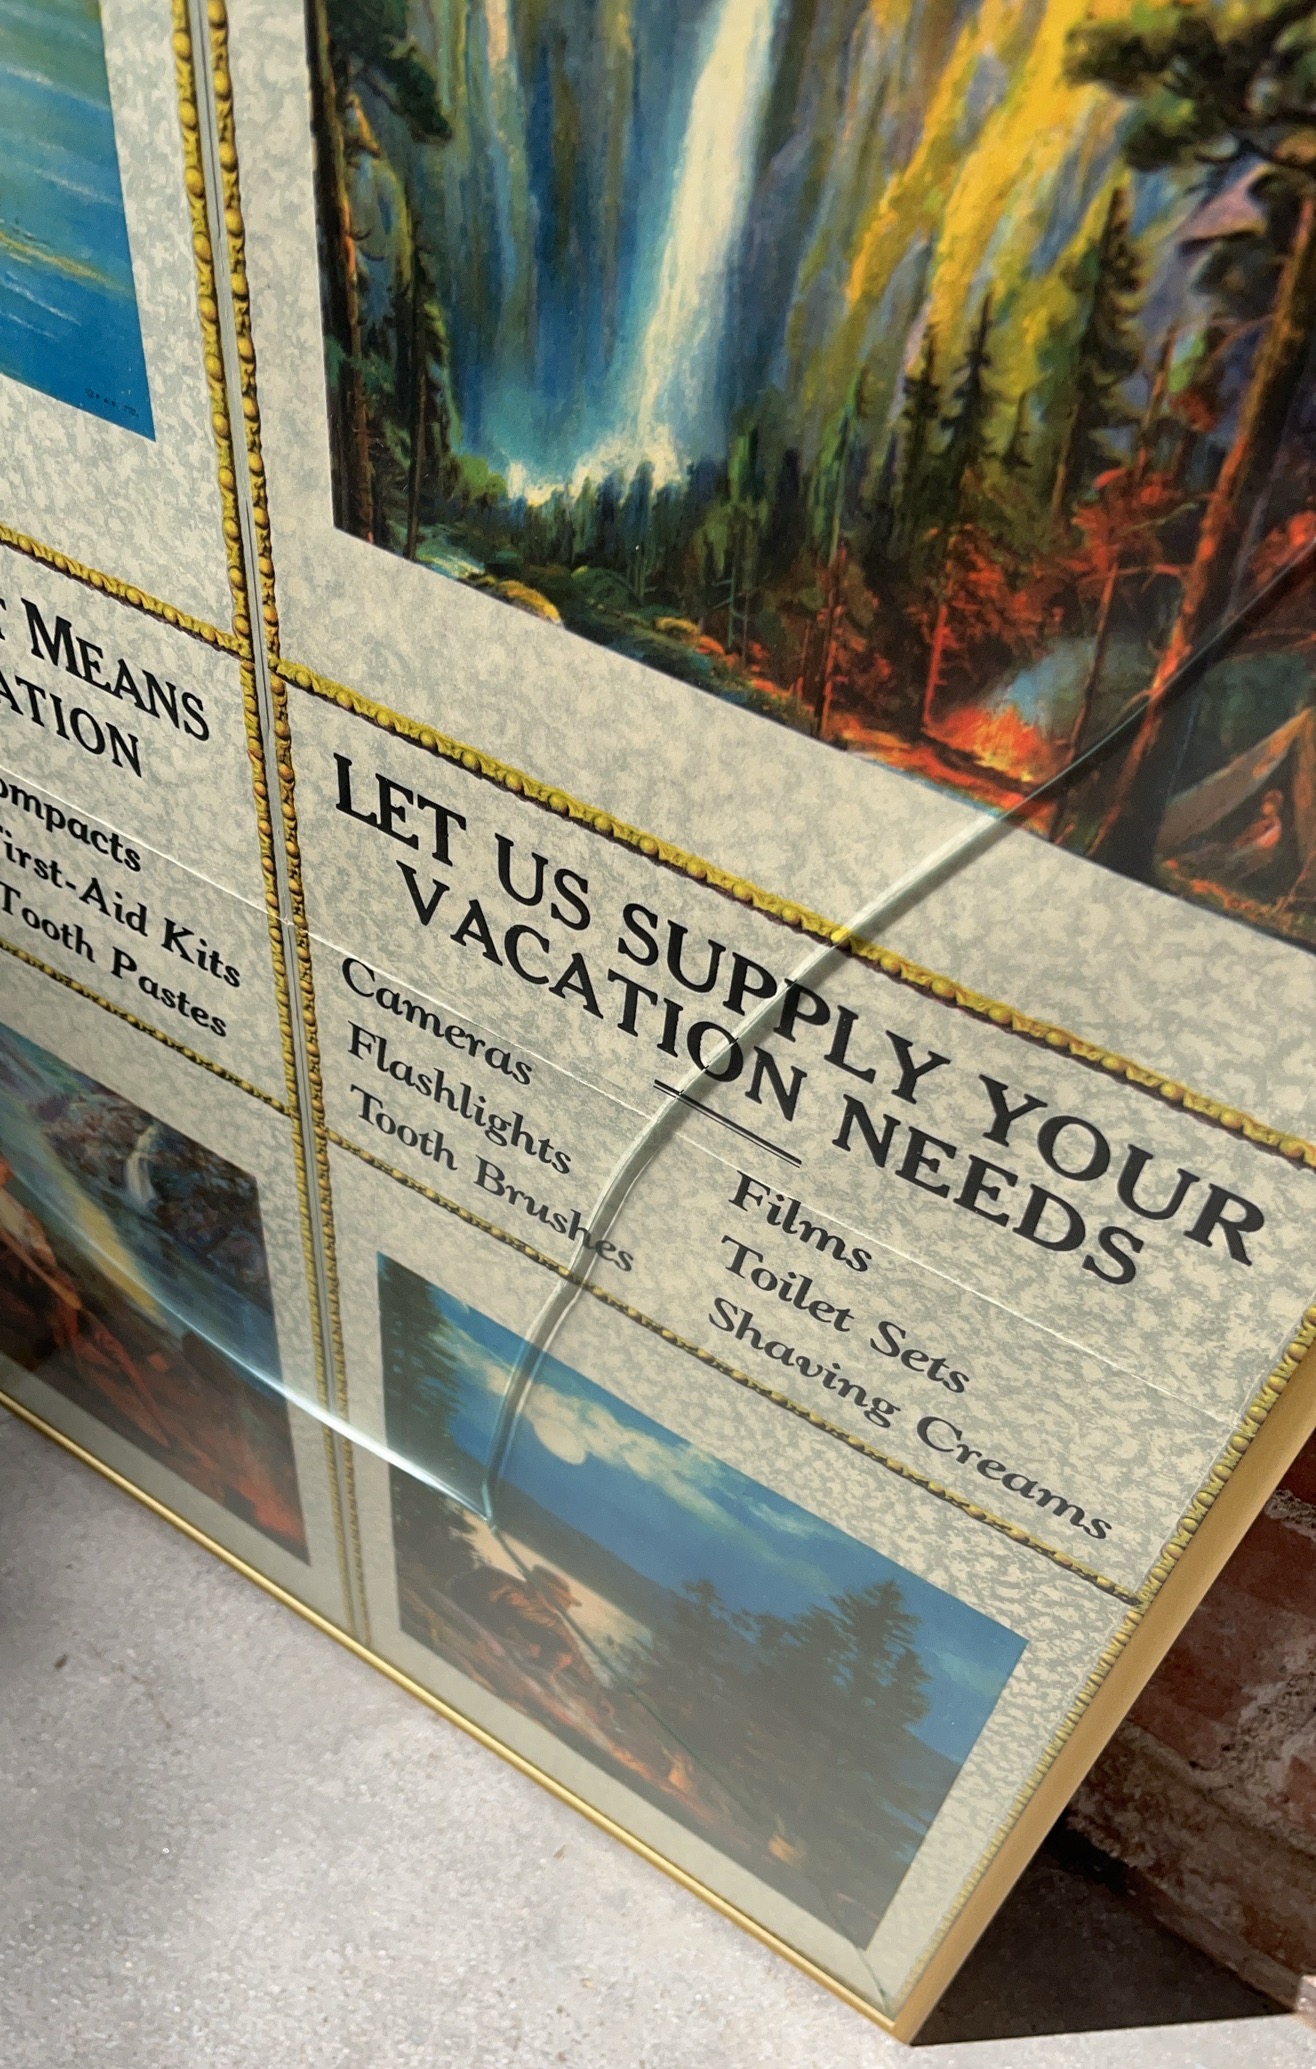 MEANS
ompacts
irst-Aid Kits
Tooth Pastes
LET US SUPPLY YOUR
VACATION NEEDS
Cameras
Flashlights
Tooth Brushes
Films
Toilet Sets
Shaving Creams